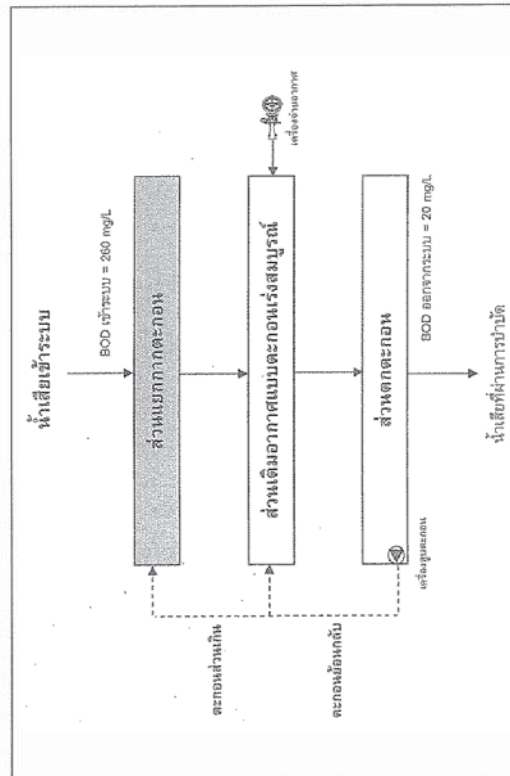 น้ำเสียเข้าระบบ
BOD เข้าระบบ = 260 mg/L
ส่วนแยกกากตะกอน
เครื่องจ่ายอากาศ
ส่วนเติมอากาศแบบตะกอนเร่งสมบูรณ์
ส่วนตกตะกอน
เครื่องสูบตะกอน
ตะกอนส่วนเกิน
ตะกอนย้อนกลับ
BOD ออกจากระบบ = 20 mg/L
น้ำเสียที่ผ่านการบำบัด